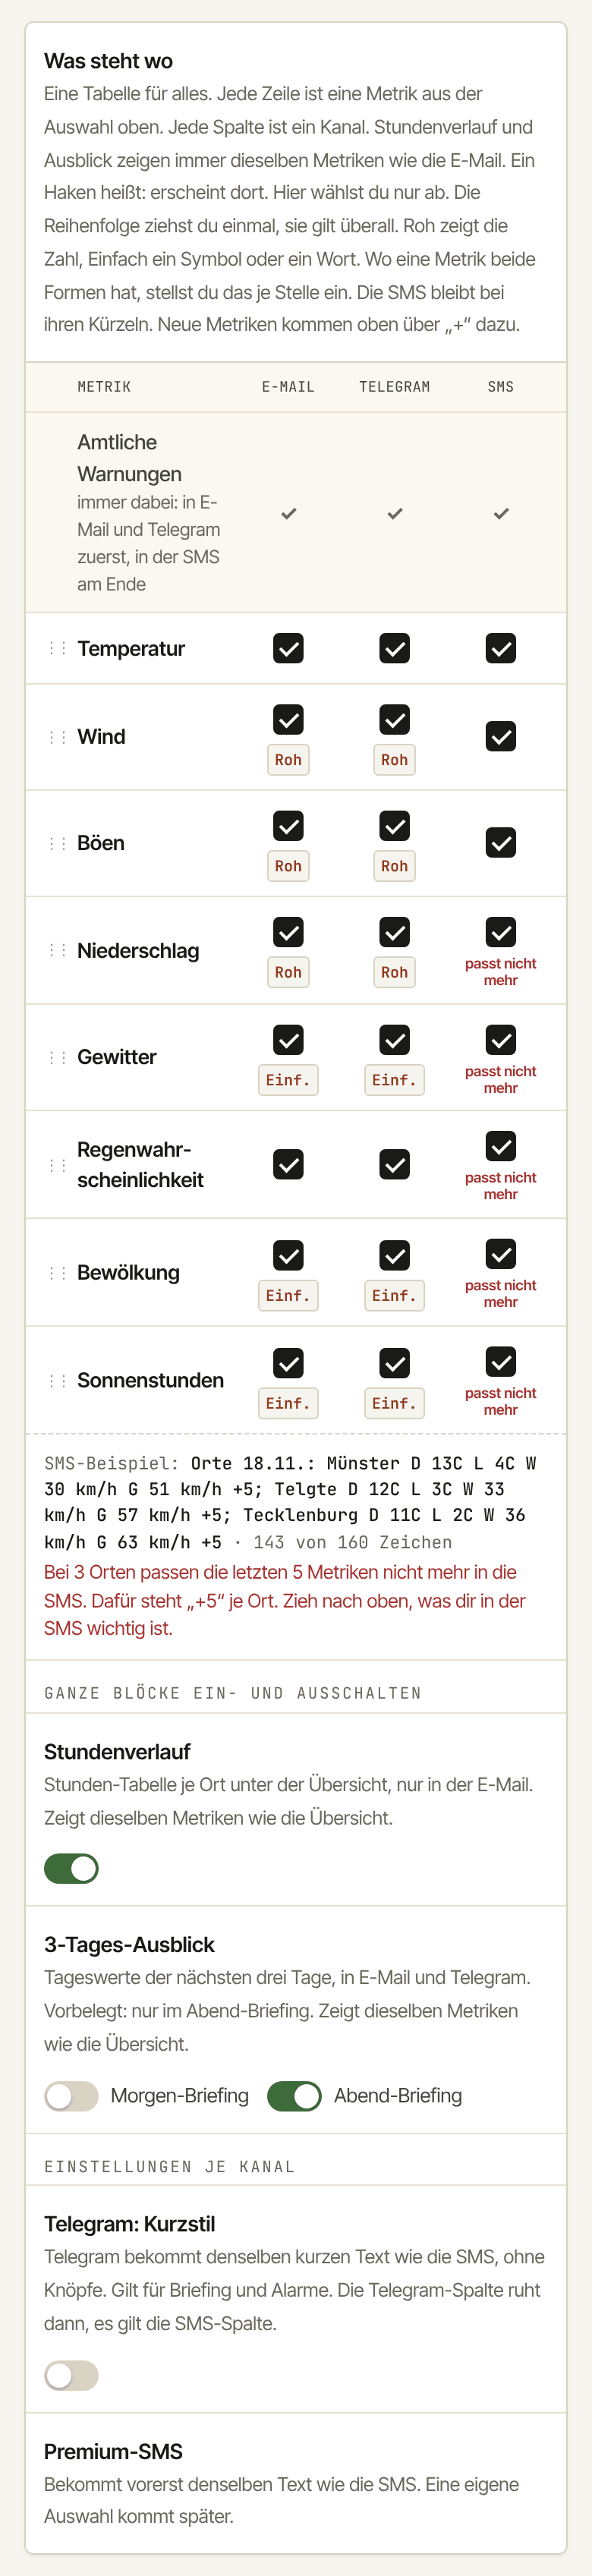 Was steht wo
Eine Tabelle für alles. Jede Zeile ist eine Metrik aus der
Auswahl oben. Jede Spalte ist ein Kanal. Stundenverlauf und
Ausblick zeigen immer dieselben Metriken wie die E-Mail. Ein
Haken heißt: erscheint dort. Hier wählst du nur ab. Die
Reihenfolge ziehst du einmal, sie gilt überall. Roh zeigt die
Zahl, Einfach ein Symbol oder ein Wort. Wo eine Metrik beide
Formen hat, stellst du das je Stelle ein. Die SMS bleibt bei
ihren Kürzeln. Neue Metriken kommen oben über „+“ dazu.
METRIK E-MAIL TELEGRAM SMS
Amtliche
Warnungen
immer dabei: in E-
Mail und Telegram
zuerst, in der SMS
am Ende
Temperatur
Wind
Roh Roh
Böen
Roh Roh
Niederschlag
Roh Roh
passt nicht
mehr
Gewitter
Einf. Einf.
passt nicht
mehr
Regenwahr-
scheinlichkeit
passt nicht
mehr
Bewölkung
Einf. Einf.
passt nicht
mehr
Sonnenstunden
Einf. Einf.
passt nicht
mehr
SMS-Beispiel: Orte 18.11.: Münster D 13C L 4C W
30 km/h G 51 km/h +5; Telgte D 12C L 3C W 33
km/h G 57 km/h +5; Tecklenburg D 11C L 2C W 36
km/h G 63 km/h +5 · 143 von 160 Zeichen
Bei 3 Orten passen die letzten 5 Metriken nicht mehr in die
SMS. Dafür steht „+5“ je Ort. Zieh nach oben, was dir in der
SMS wichtig ist.
GANZE BLÖCKE EIN- UND AUSSCHALTEN
Stundenverlauf
Stunden-Tabelle je Ort unter der Übersicht, nur in der E-Mail.
Zeigt dieselben Metriken wie die Übersicht.
3-Tages-Ausblick
Tageswerte der nächsten drei Tage, in E-Mail und Telegram.
Vorbelegt: nur im Abend-Briefing. Zeigt dieselben Metriken
wie die Übersicht.
Morgen-Briefing Abend-Briefing
EINSTELLUNGEN JE KANAL
Telegram: Kurzstil
Telegram bekommt denselben kurzen Text wie die SMS, ohne
Knöpfe. Gilt für Briefing und Alarme. Die Telegram-Spalte ruht
dann, es gilt die SMS-Spalte.
Premium-SMS
Bekommt vorerst denselben Text wie die SMS. Eine eigene
Auswahl kommt später.